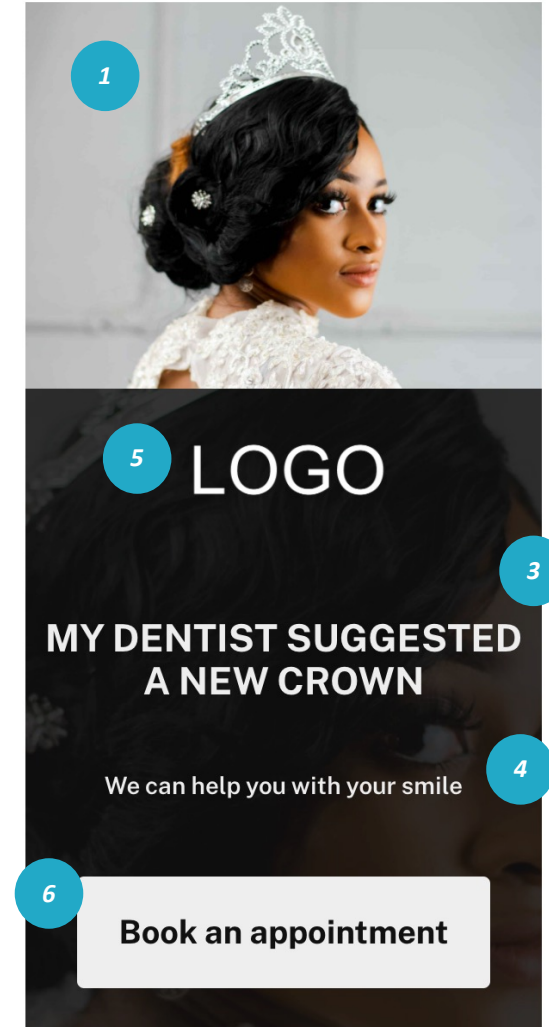 1
5
LOGO
3
MY DENTIST SUGGESTED
A NEW CROWN
4
We can help you with your smile
6
Book an appointment